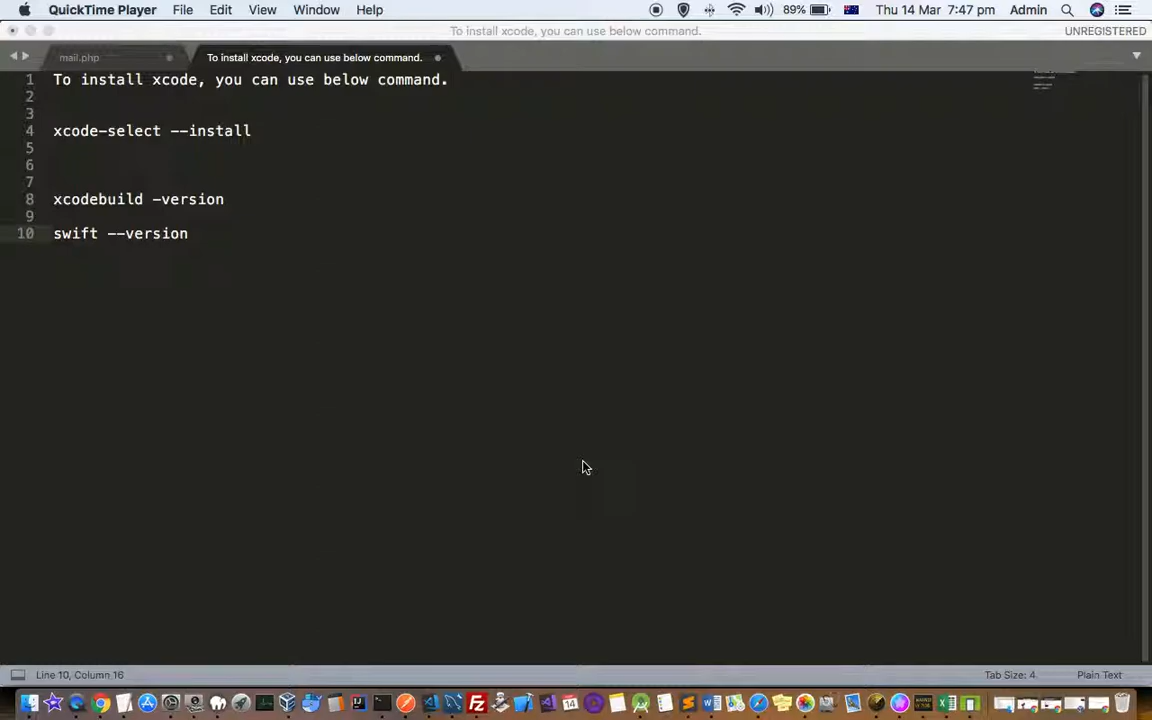 QuickTime Player File Edit View Window Help 89% Thu 14 Mar 7:47 pm Admin
To install xcode, you can use below command. UNREGISTERED
mail.php To install xcode, you can use below command.
1 To install xcode, you can use below command.
2
3
4 xcode-select --install
5
6
7
8 xcodebuild -version
9
10 swift --version
Line 10, Column 16 Tab Size: 4 Plain Text